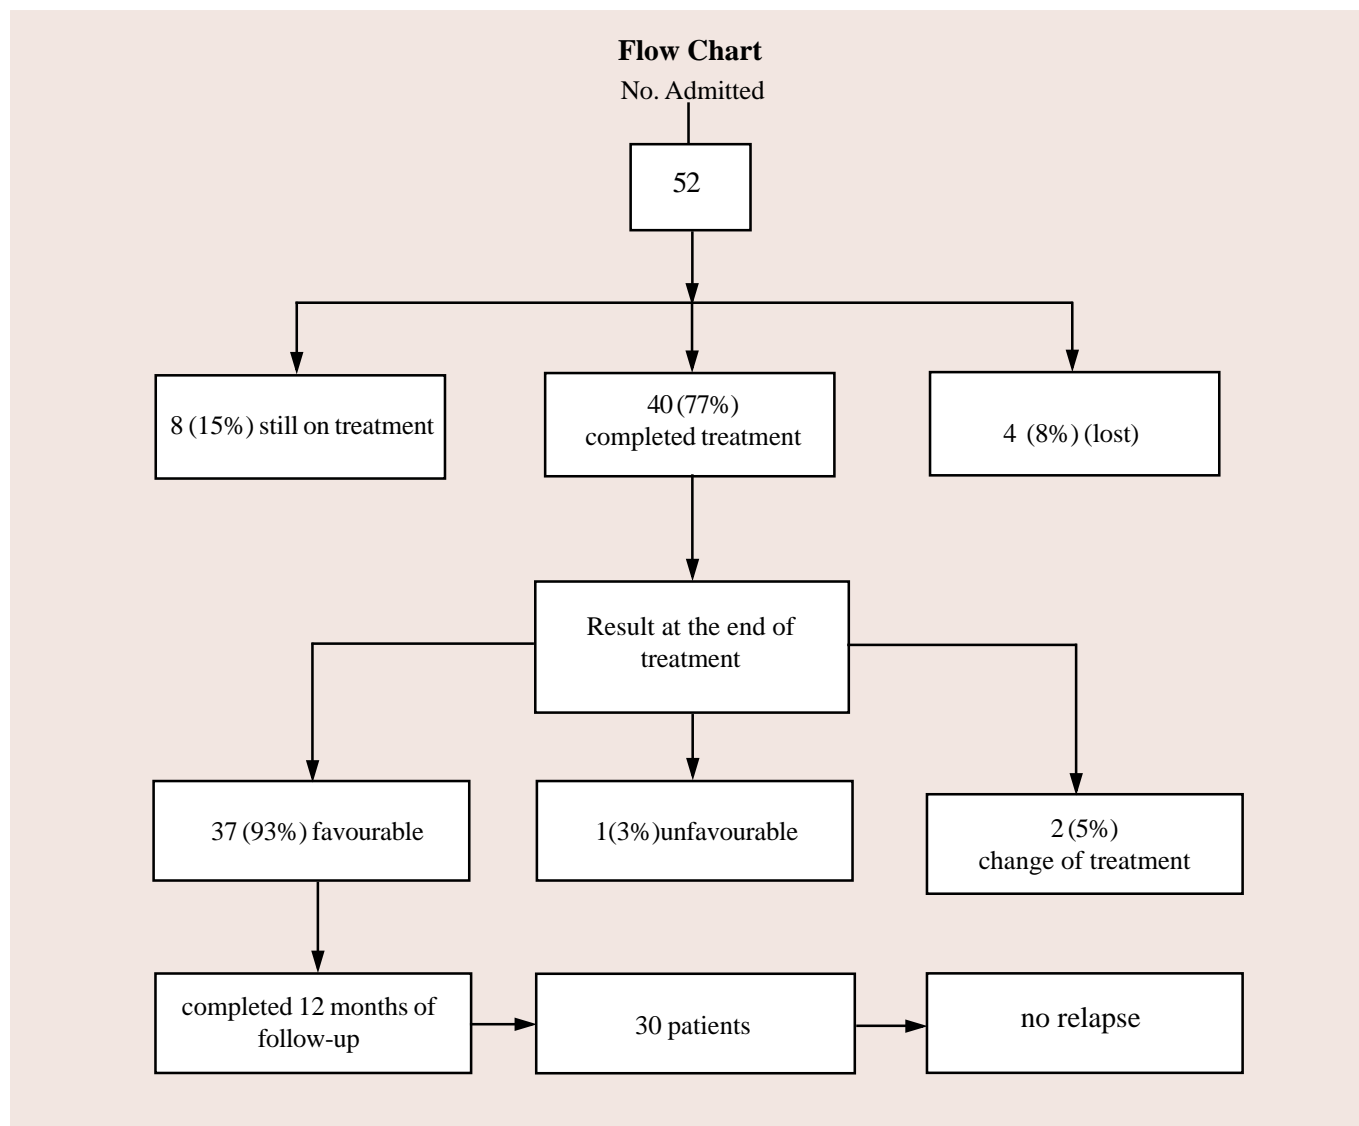 Flow Chart
No. Admitted
52
8 (15%) still on treatment
40 (77%)
completed treatment
4 (8%) (lost)
Result at the end of
treatment
37 (93%) favourable
1(3%)unfavourable
2 (5%)
change of treatment
completed 12 months of
follow-up
30 patients
no relapse